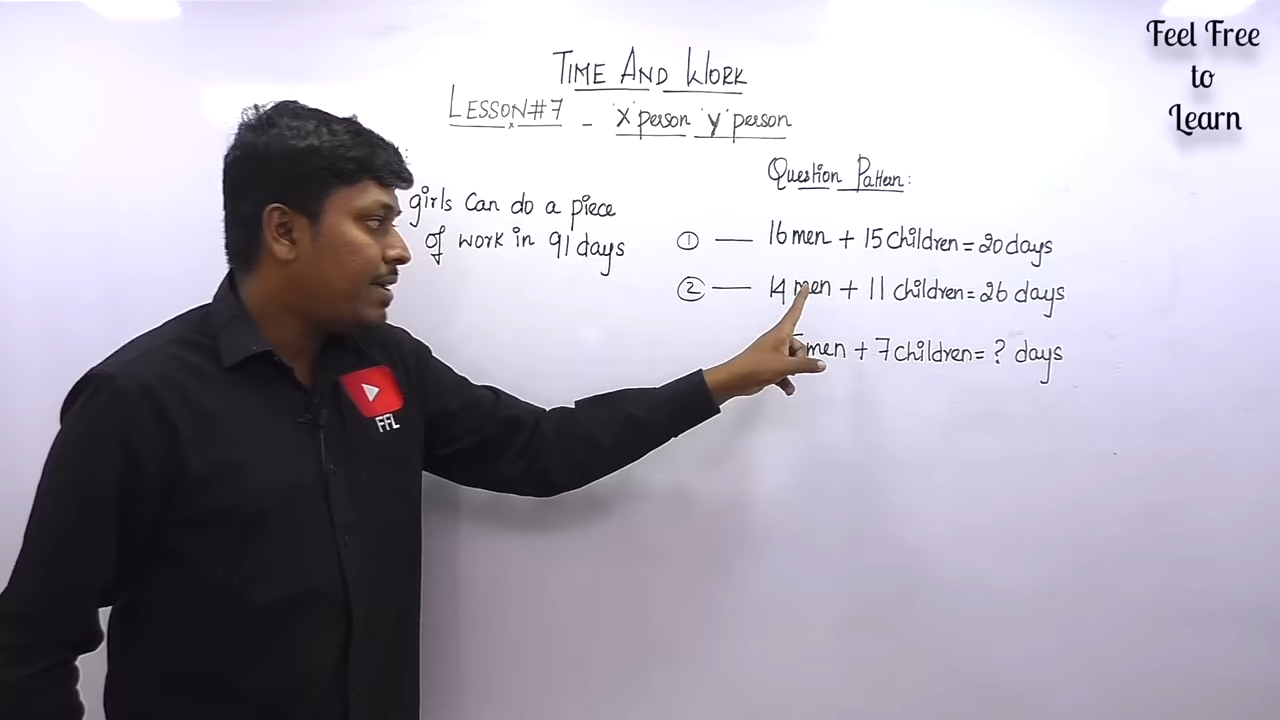 Feel Free
to
Learn
TIME AND WORK
LESSON#7 - 'x' person 'y' person
Question Pattern:
girls can do a piece
of work in 91 days
① — 16 men + 15 children = 20 days
② — 14 men + 11 children = 26 days
men + 7 children = ? days
FFL